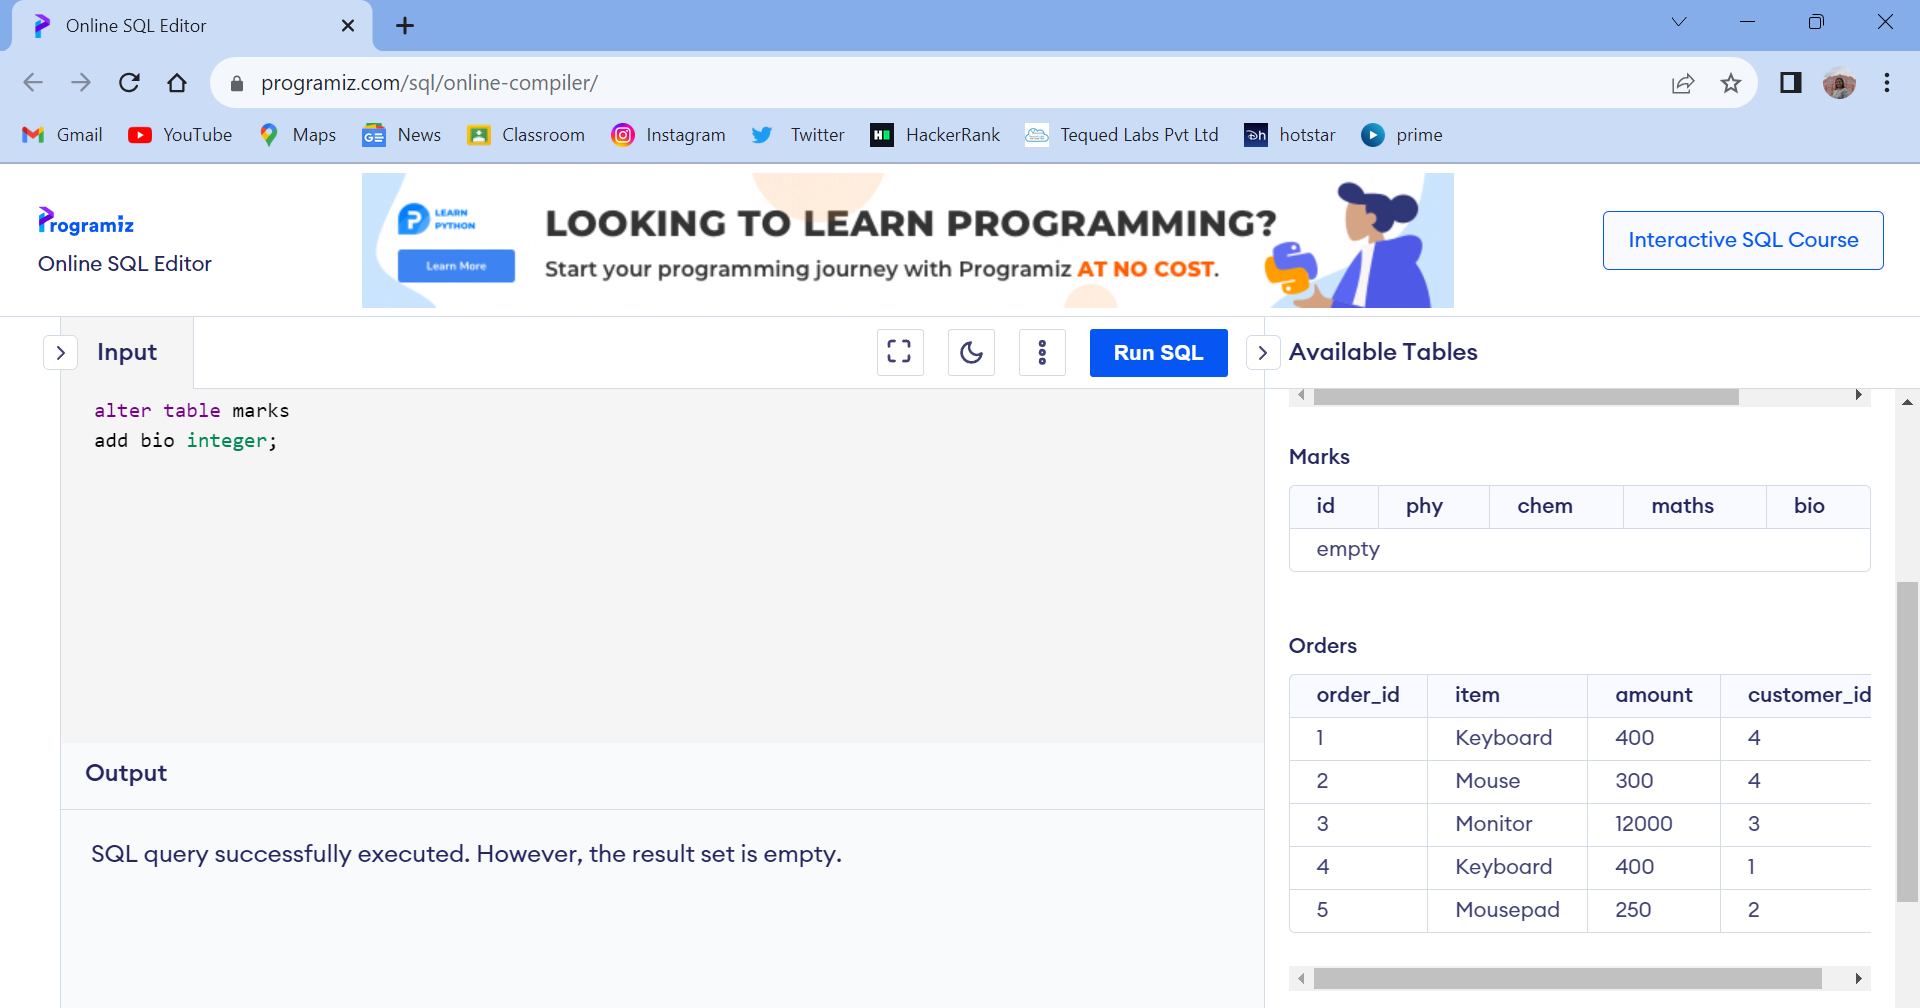 Online SQL Editor
programiz.com/sql/online-compiler/
Gmail YouTube Maps News Classroom Instagram Twitter HackerRank Tequed Labs Pvt Ltd hotstar prime
Programiz
Online SQL Editor
LEARN
PYTHON
Learn More
LOOKING TO LEARN PROGRAMMING?
Start your programming journey with Programiz AT NO COST.
Interactive SQL Course
Input
Run SQL
alter table marks
add bio integer;
Output
SQL query successfully executed. However, the result set is empty.
Available Tables
Marks
id phy chem maths bio
empty
Orders
order_id item amount customer_id
1 Keyboard 400 4
2 Mouse 300 4
3 Monitor 12000 3
4 Keyboard 400 1
5 Mousepad 250 2